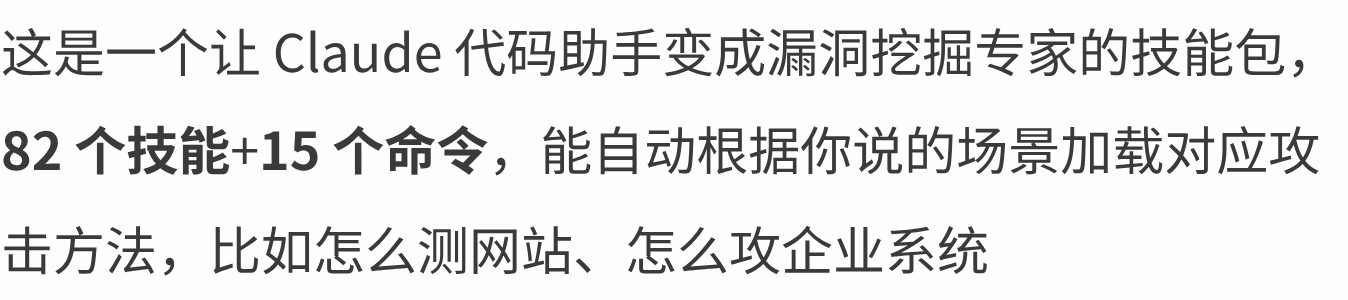 这是一个让 Claude 代码助手变成漏洞挖掘专家的技能包，
82 个技能+15 个命令，能自动根据你说的场景加载对应攻
击方法，比如怎么测网站、怎么攻企业系统